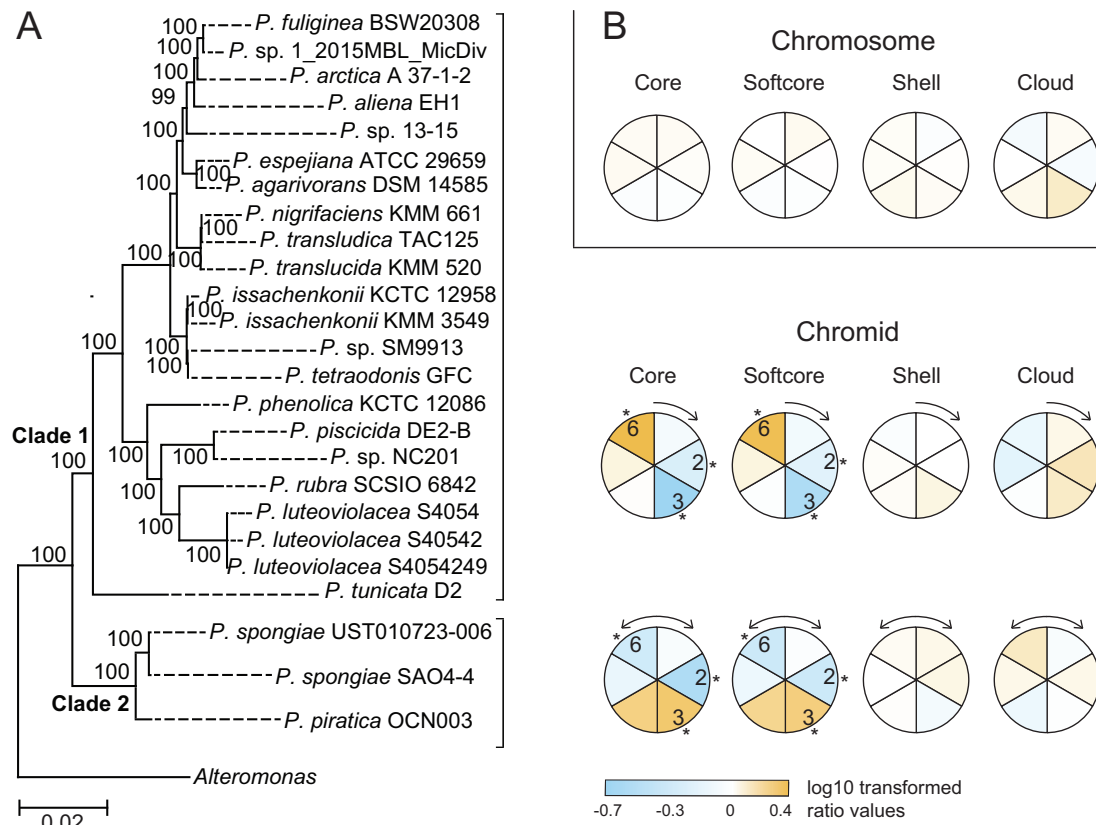 A
100
P. fuliginea BSW20308
100
P. sp. 1_2015MBL_MicDiv
100
P. arctica A 37-1-2
99
P. aliena EH1
100
P. sp. 13-15
P. espejiana ATCC 29659
100
P. agarivorans DSM 14585
100
P. nigrifaciens KMM 661
100
P. transludica TAC125
100
P. translucida KMM 520
100
P. issachenkonii KCTC 12958
100
P. issachenkonii KMM 3549
100
P. sp. SM9913
100
P. tetraodonis GFC
100
P. phenolica KCTC 12086
Clade 1
P. piscicida DE2-B
100
100
P. sp. NC201
100
P. rubra SCSIO 6842
100
P. luteoviolacea S4054
100
P. luteoviolacea S40542
100
P. luteoviolacea S4054249
P. tunicata D2
100
P. spongiae UST010723-006
100
P. spongiae SAO4-4
100
Clade 2
P. piratica OCN003
Alteromonas
0.02
B
Chromosome
Core Softcore Shell Cloud
Chromid
Core Softcore Shell Cloud
* 6 2 * 3 *
* 6 2 * 3 *
* 6 2 * 3 *
* 6 2 * 3 *
log10 transformed
ratio values
-0.7 -0.3 0 0.4